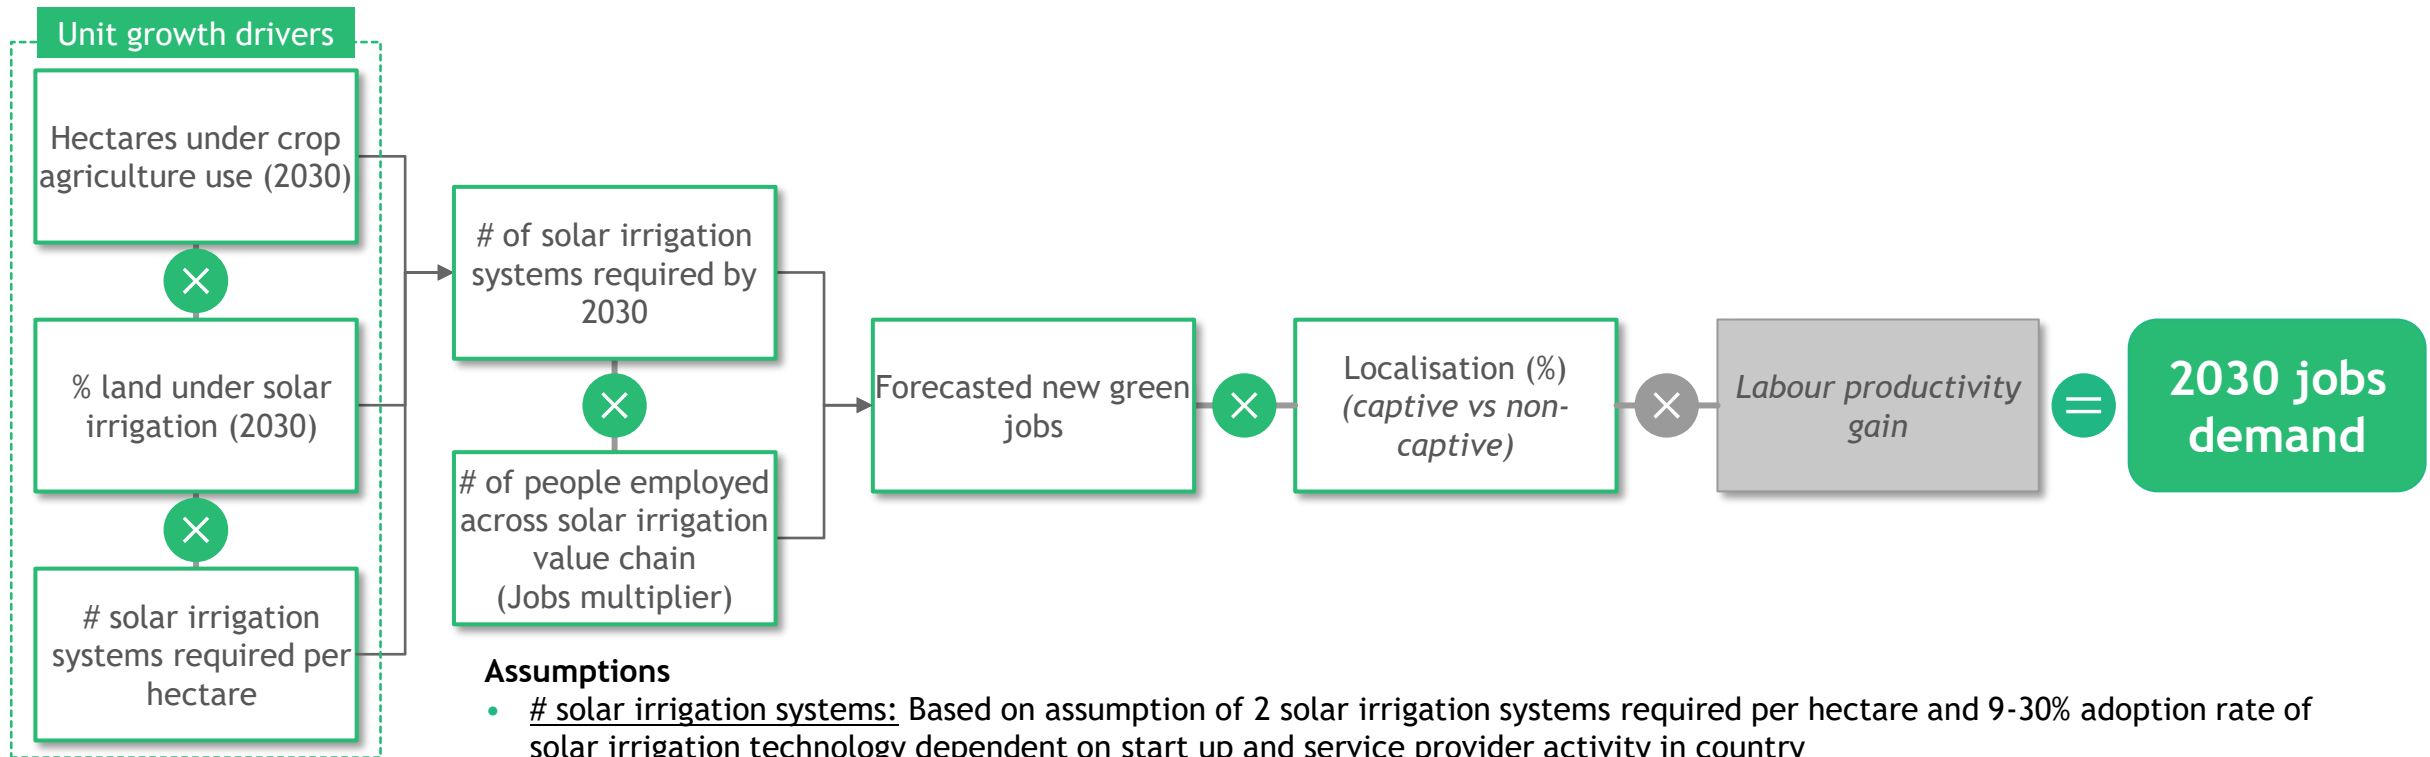 Unit growth drivers
Hectares under crop
agriculture use (2030)
% land under solar
irrigation (2030)
# solar irrigation
systems required per
hectare
# of solar irrigation
systems required by
2030
# of people employed
across solar irrigation
value chain
(Jobs multiplier)
Forecasted new green
jobs
Localisation (%)
(captive vs non-
captive)
Labour productivity
gain
2030 jobs
demand
Assumptions
• # solar irrigation systems: Based on assumption of 2 solar irrigation systems required per hectare and 9-30% adoption rate of
solar irrigation technology dependent on start up and service provider activity in country